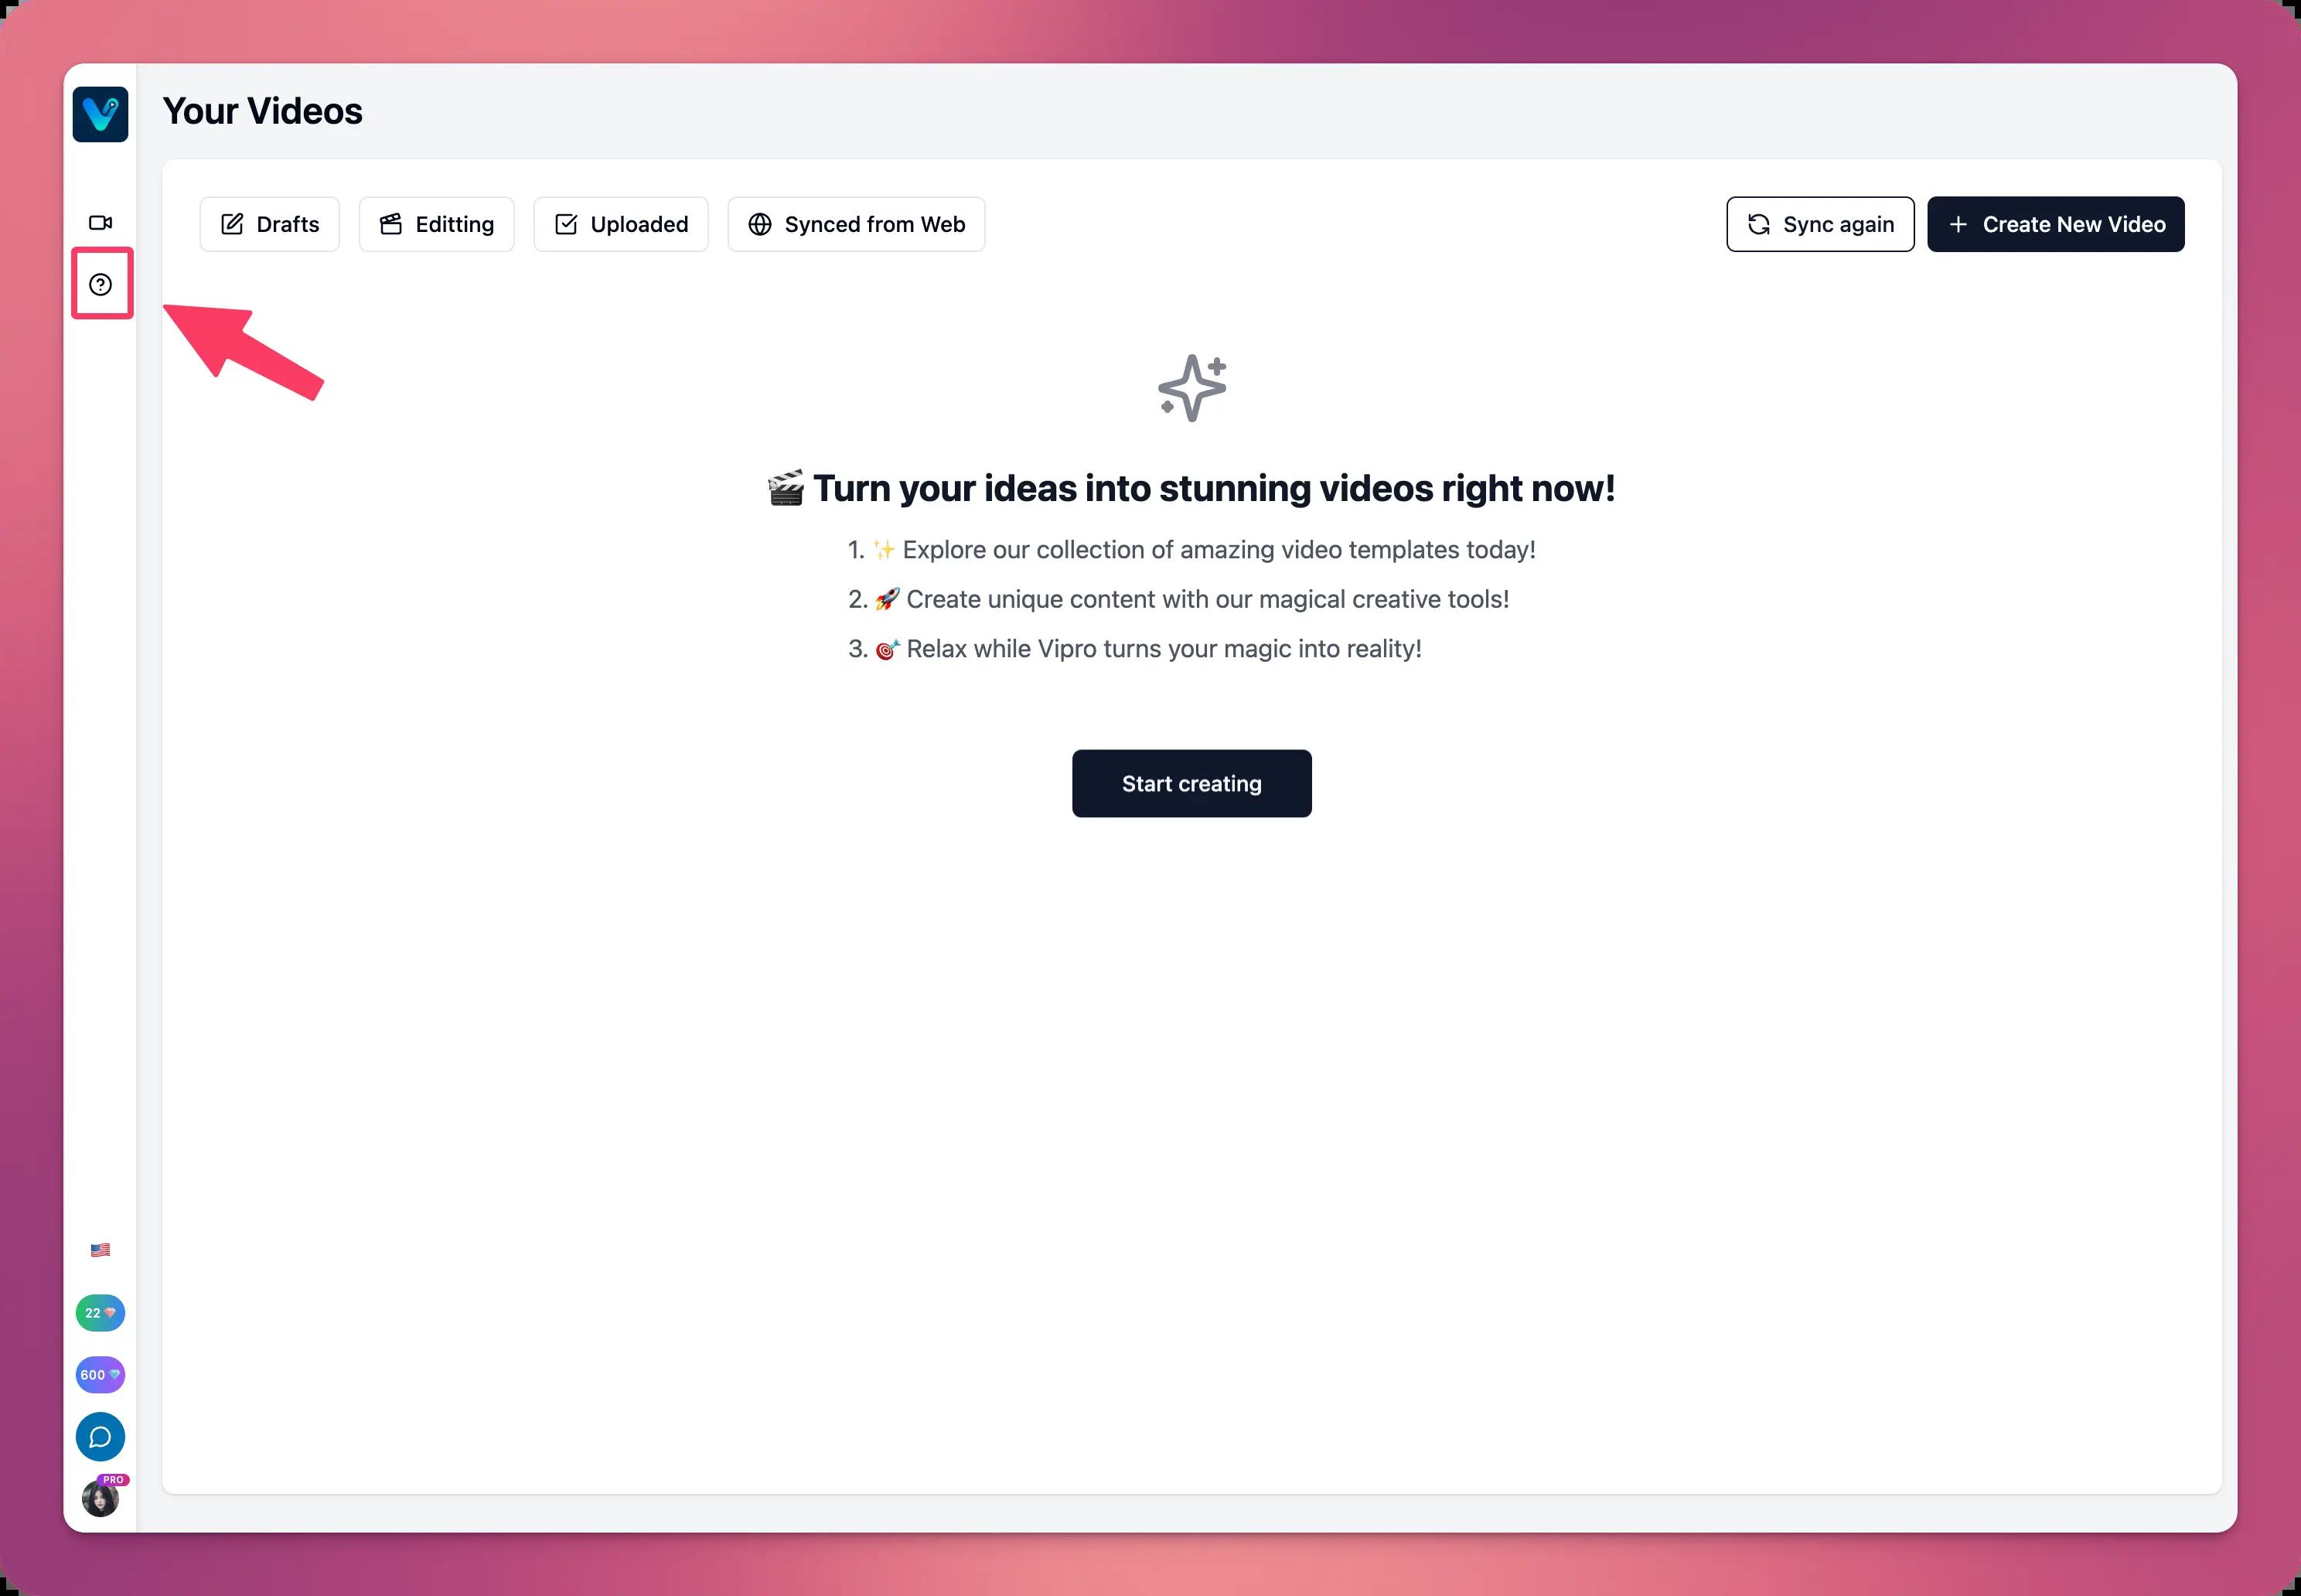 Your Videos
Drafts
Editting
Uploaded
Synced from Web
Sync again
Create New Video
🎬 Turn your ideas into stunning videos right now!
1. ✨ Explore our collection of amazing video templates today!
2. 🚀 Create unique content with our magical creative tools!
3. 🎯 Relax while Vipro turns your magic into reality!
Start creating
22
600
PRO